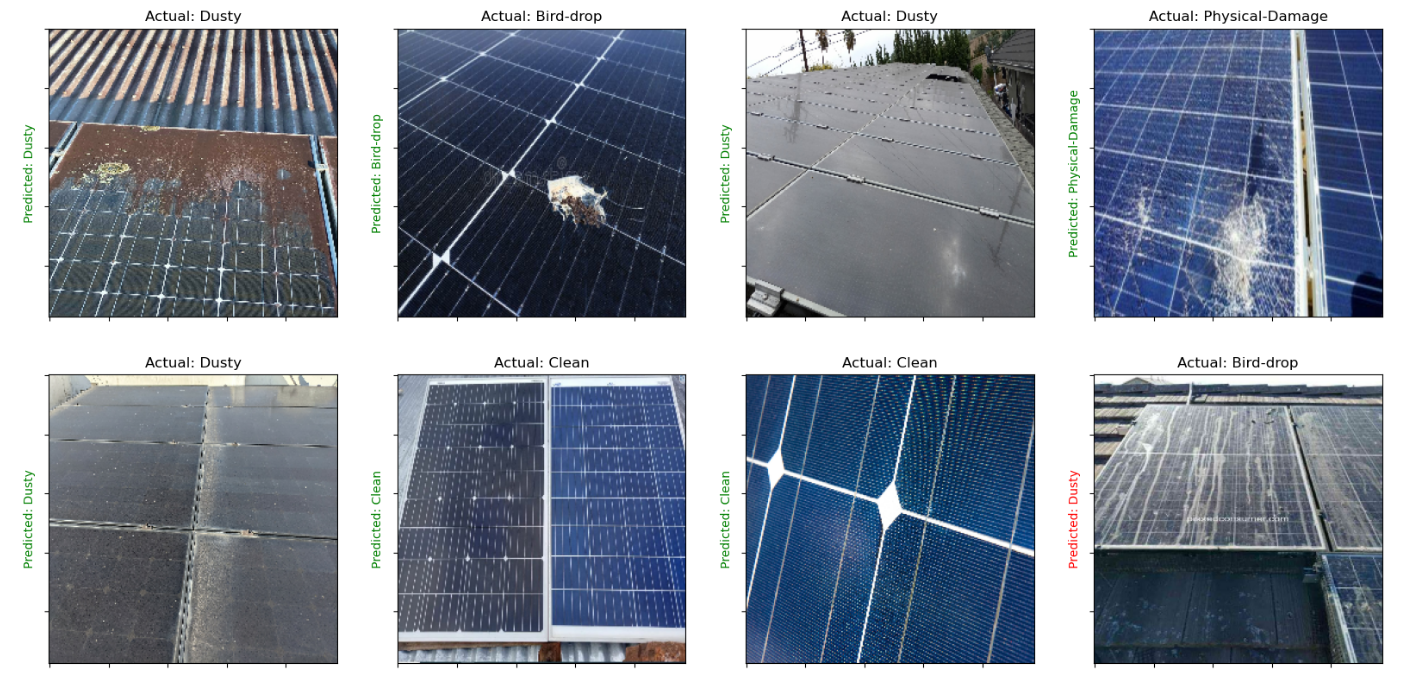 Actual: Dusty
Predicted: Dusty
Actual: Bird-drop
Predicted: Bird-drop
Actual: Dusty
Predicted: Dusty
Actual: Physical-Damage
Predicted: Physical-Damage
Actual: Dusty
Predicted: Dusty
Actual: Clean
Predicted: Clean
Actual: Clean
Predicted: Clean
Actual: Bird-drop
Predicted: Dusty